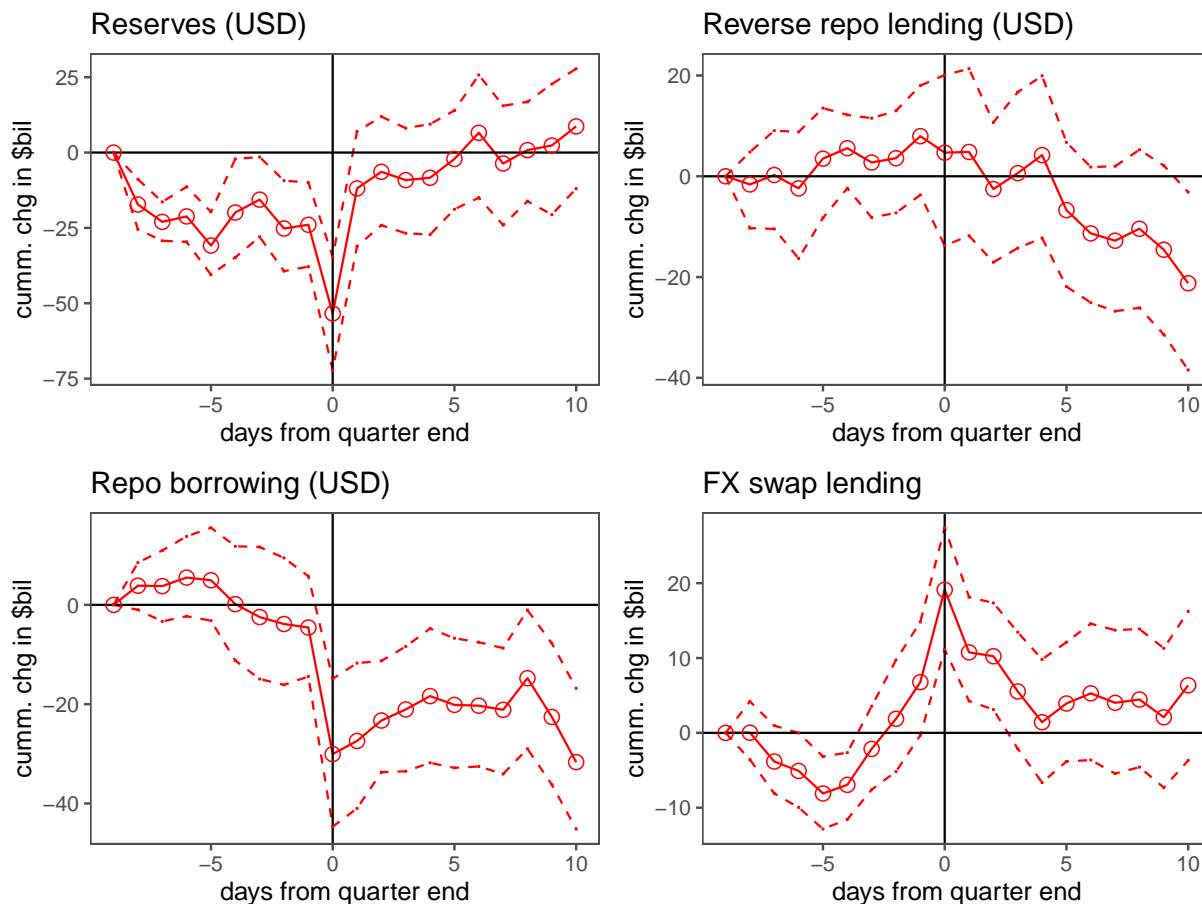 Reserves (USD)
cumm. chg in $bil
25
0
−25
−50
−75
−5
0
5
10
days from quarter end
Reverse repo lending (USD)
cumm. chg in $bil
20
0
−20
−40
−5
0
5
10
days from quarter end
Repo borrowing (USD)
cumm. chg in $bil
0
−20
−40
−5
0
5
10
days from quarter end
FX swap lending
cumm. chg in $bil
20
10
0
−10
−5
0
5
10
days from quarter end